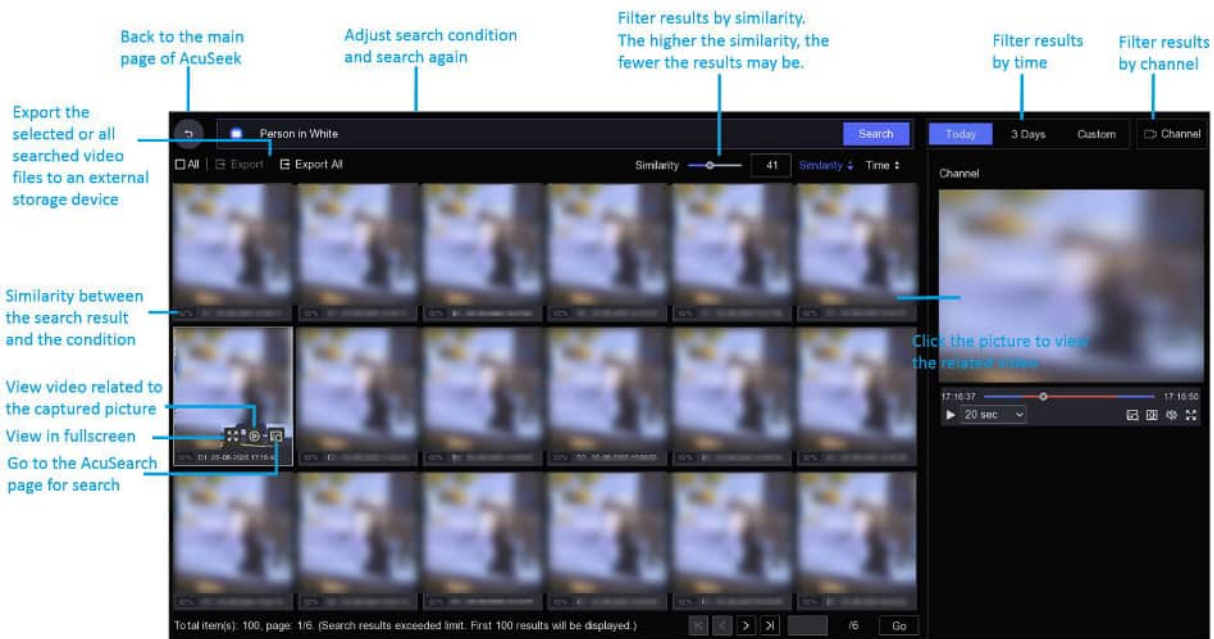 Back to the main
page of AcuSeek
Adjust search condition
and search again
Filter results by similarity.
The higher the similarity, the
fewer the results may be.
Filter results
by time
Filter results
by channel
Export the
selected or all
searched video
files to an external
storage device
Person in White
Search
Today
3 Days
Custom
Channel
All
Export
Export All
Similarity
41
Similarity
Time
Channel
Similarity between
the search result
and the condition
Click the picture to view
the related video
View video related to
the captured picture
View in fullscreen
Go to the AcuSearch
page for search
17:16:37
17:16:50
20 sec
Total item(s): 100, page: 1/6. (Search results exceeded limit. First 100 results will be displayed.)
/6
Go